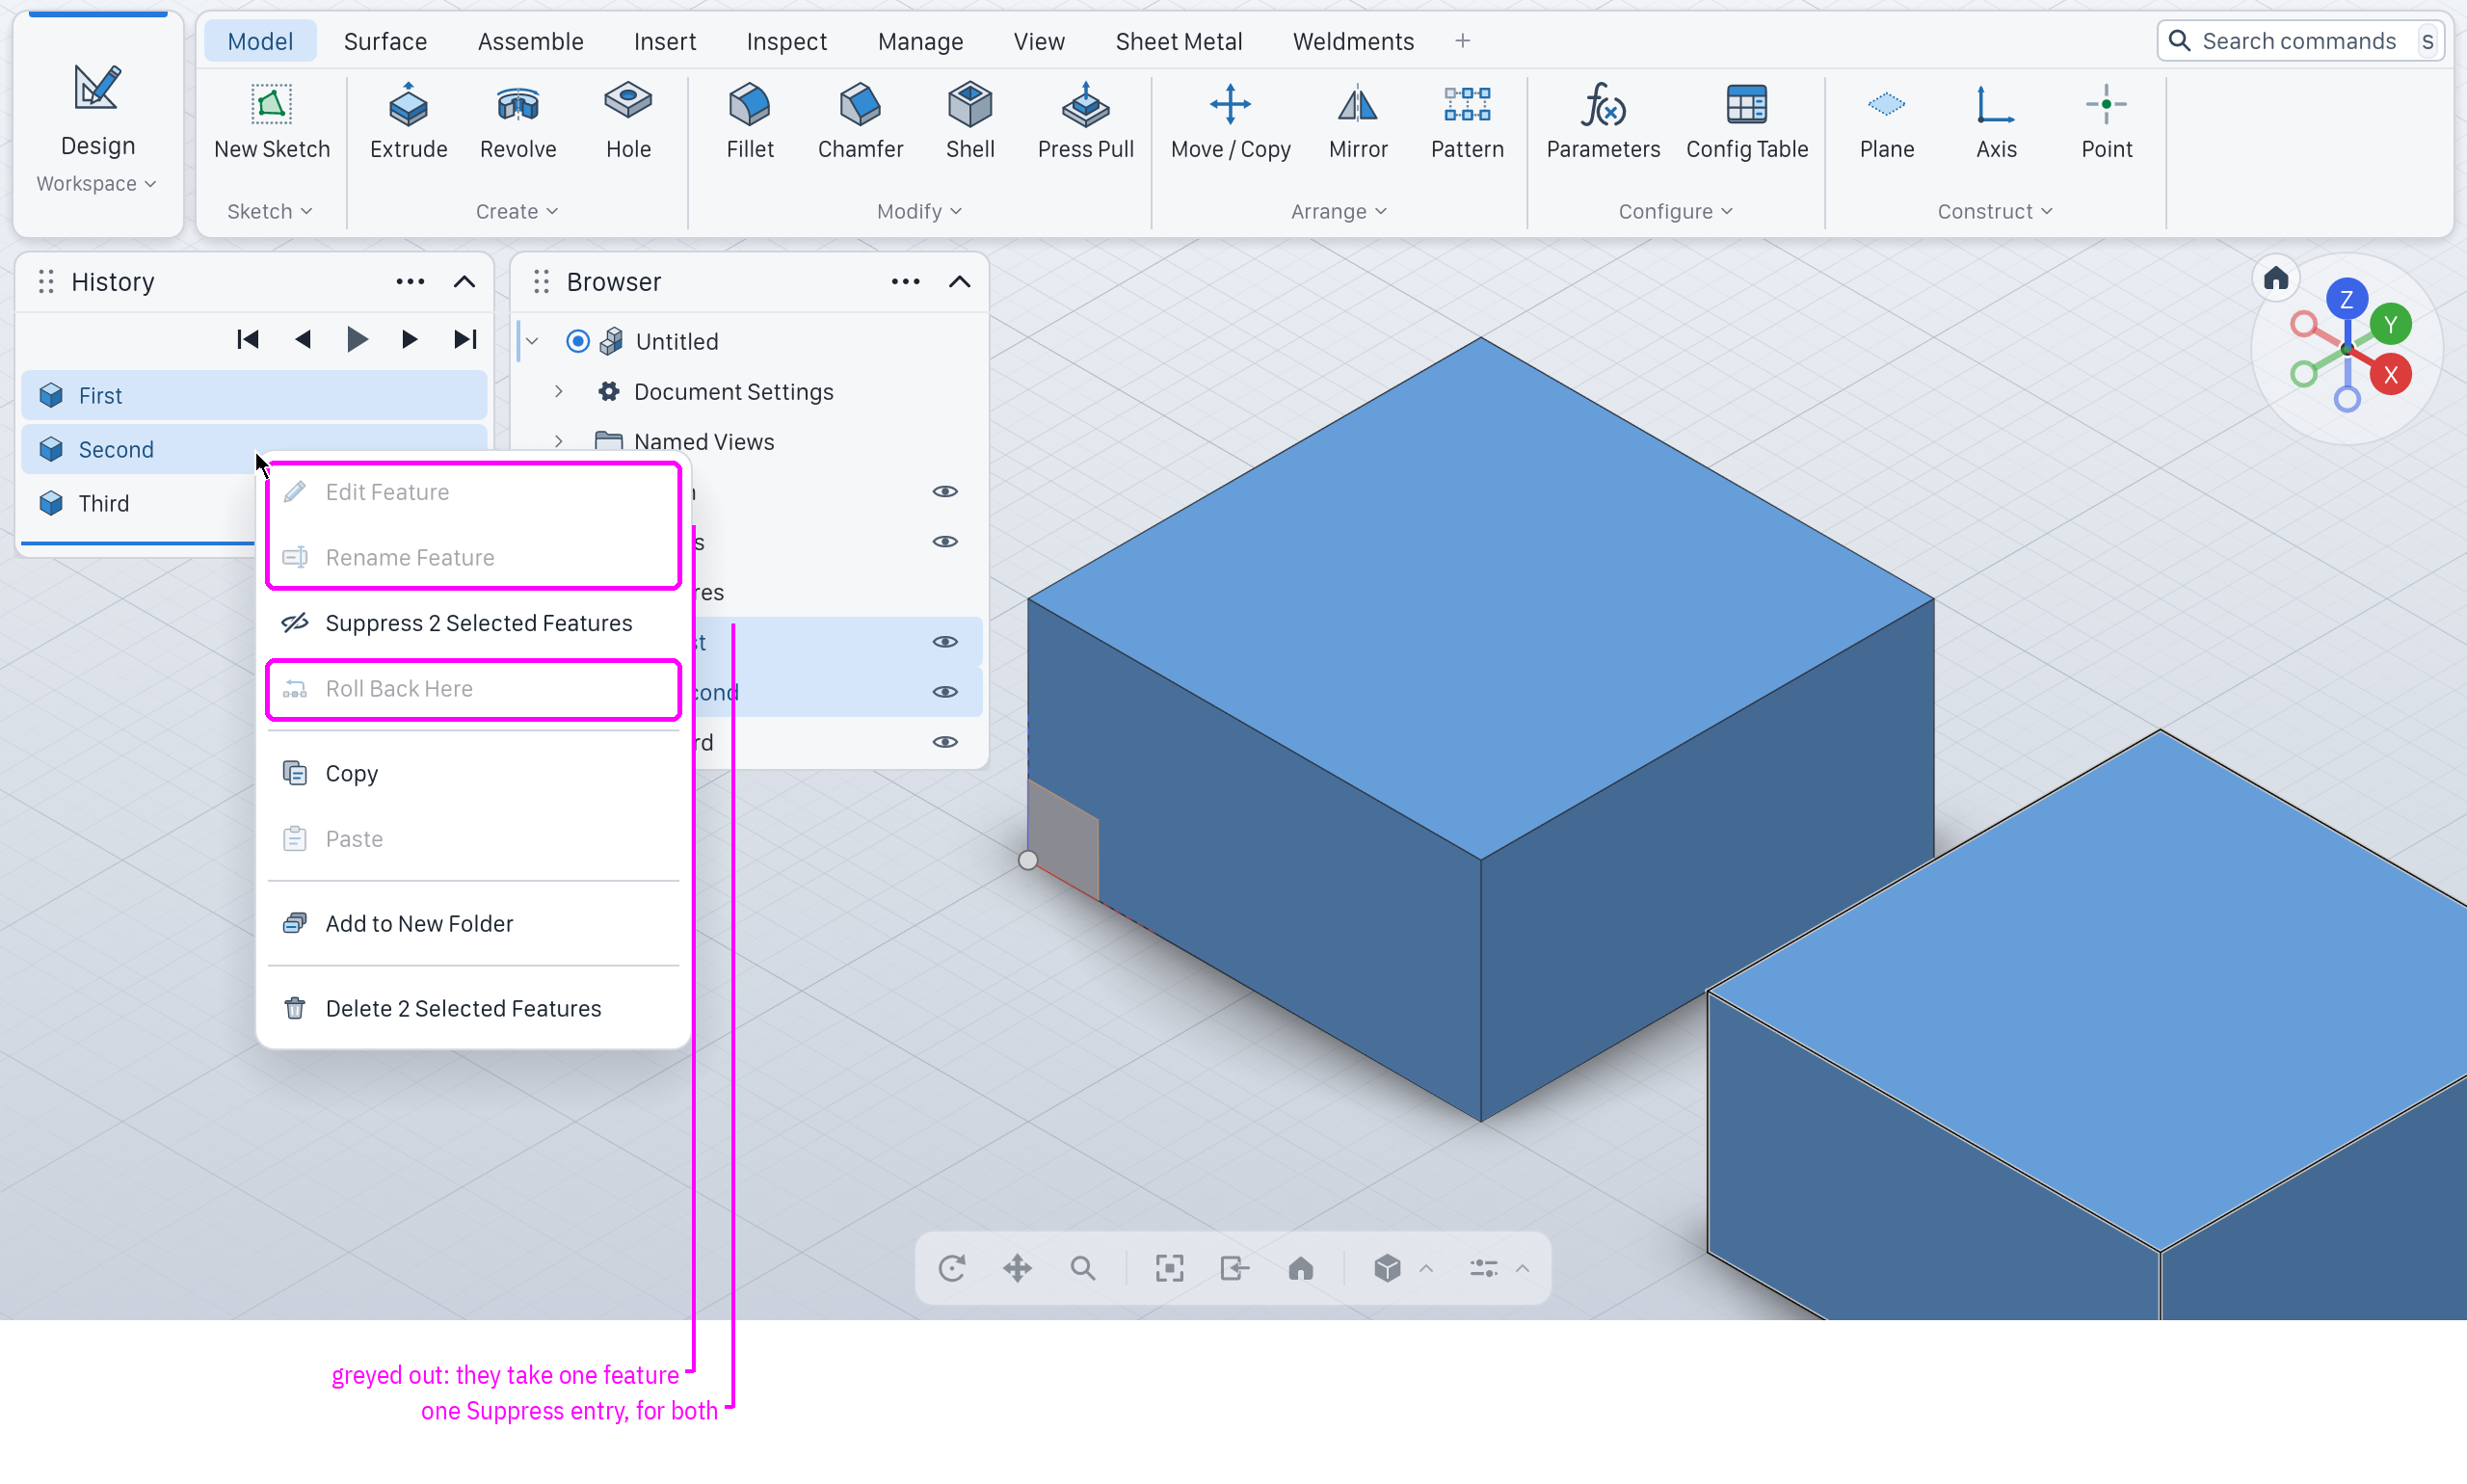 Design
Workspace
Model Surface Assemble Insert Inspect Manage View Sheet Metal Weldments +
Search commands S
New Sketch Extrude Revolve Hole Fillet Chamfer Shell Press Pull Move / Copy Mirror Pattern Parameters Config Table Plane Axis Point
Sketch Create Modify Arrange Configure Construct
History
First
Second
Third
Browser
Untitled
Document Settings
Named Views
Edit Feature
Rename Feature
Suppress 2 Selected Features
Roll Back Here
Copy
Paste
Add to New Folder
Delete 2 Selected Features
Z
Y
X
greyed out: they take one feature
one Suppress entry, for both